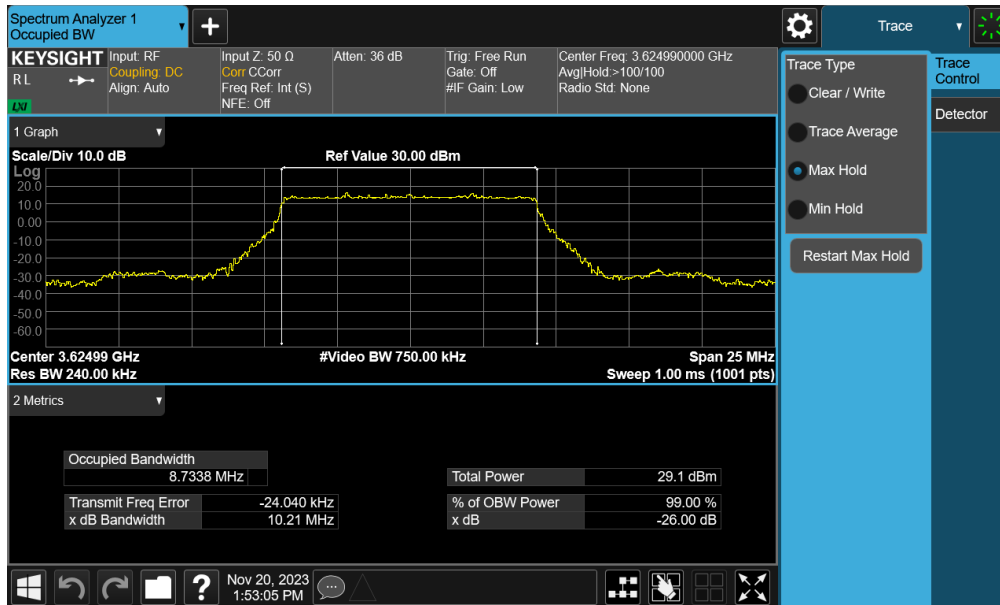 Spectrum Analyzer 1
Occupied BW
+
Trace
KEYSIGHT
R L
LXI
Input: RF
Coupling: DC
Align: Auto
Input Z: 50 Ω
Corr CCorr
Freq Ref: Int (S)
NFE: Off
Atten: 36 dB
Trig: Free Run
Gate: Off
#IF Gain: Low
Center Freq: 3.624990000 GHz
Avg|Hold:>100/100
Radio Std: None
Trace Type
Clear / Write
Trace Average
Max Hold
Min Hold
Restart Max Hold
Trace
Control
Detector
1 Graph
Scale/Div 10.0 dB
Ref Value 30.00 dBm
Log
20.0
10.0
0.00
-10.0
-20.0
-30.0
-40.0
-50.0
-60.0
Center 3.62499 GHz
#Video BW 750.00 kHz
Span 25 MHz
Res BW 240.00 kHz
Sweep 1.00 ms (1001 pts)
2 Metrics
Occupied Bandwidth
8.7338 MHz
Total Power 29.1 dBm
Transmit Freq Error -24.040 kHz
% of OBW Power 99.00 %
x dB Bandwidth 10.21 MHz
x dB -26.00 dB
?
Nov 20, 2023
1:53:05 PM